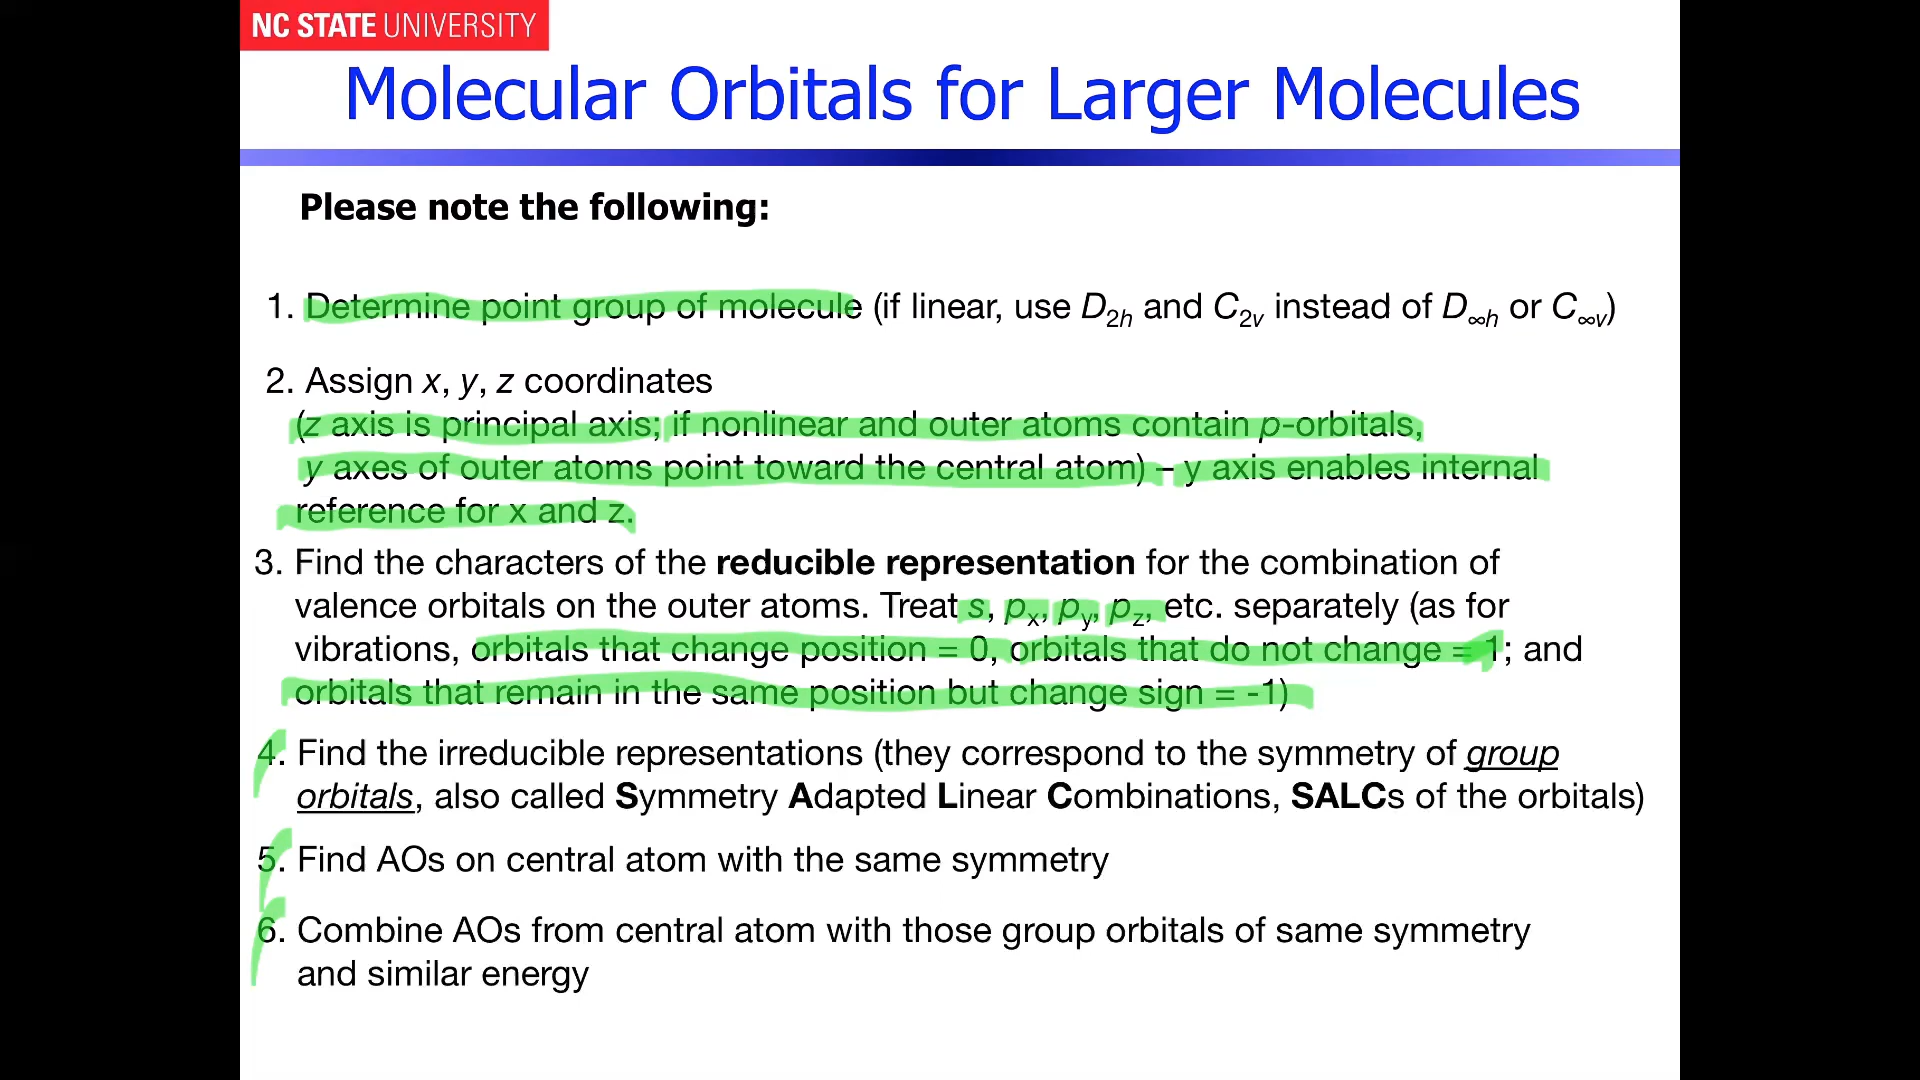 NC STATE UNIVERSITY
Molecular Orbitals for Larger Molecules
Please note the following:
1. Determine point group of molecule (if linear, use D2h and C2v instead of D∞h or C∞v)
2. Assign x, y, z coordinates
(z axis is principal axis; if nonlinear and outer atoms contain p-orbitals,
y axes of outer atoms point toward the central atom) – y axis enables internal
reference for x and z.
3. Find the characters of the reducible representation for the combination of
valence orbitals on the outer atoms. Treat s, px, py, pz, etc. separately (as for
vibrations, orbitals that change position = 0, orbitals that do not change = 1; and
orbitals that remain in the same position but change sign = -1)
4. Find the irreducible representations (they correspond to the symmetry of group
orbitals, also called Symmetry Adapted Linear Combinations, SALCs of the orbitals)
5. Find AOs on central atom with the same symmetry
6. Combine AOs from central atom with those group orbitals of same symmetry
and similar energy